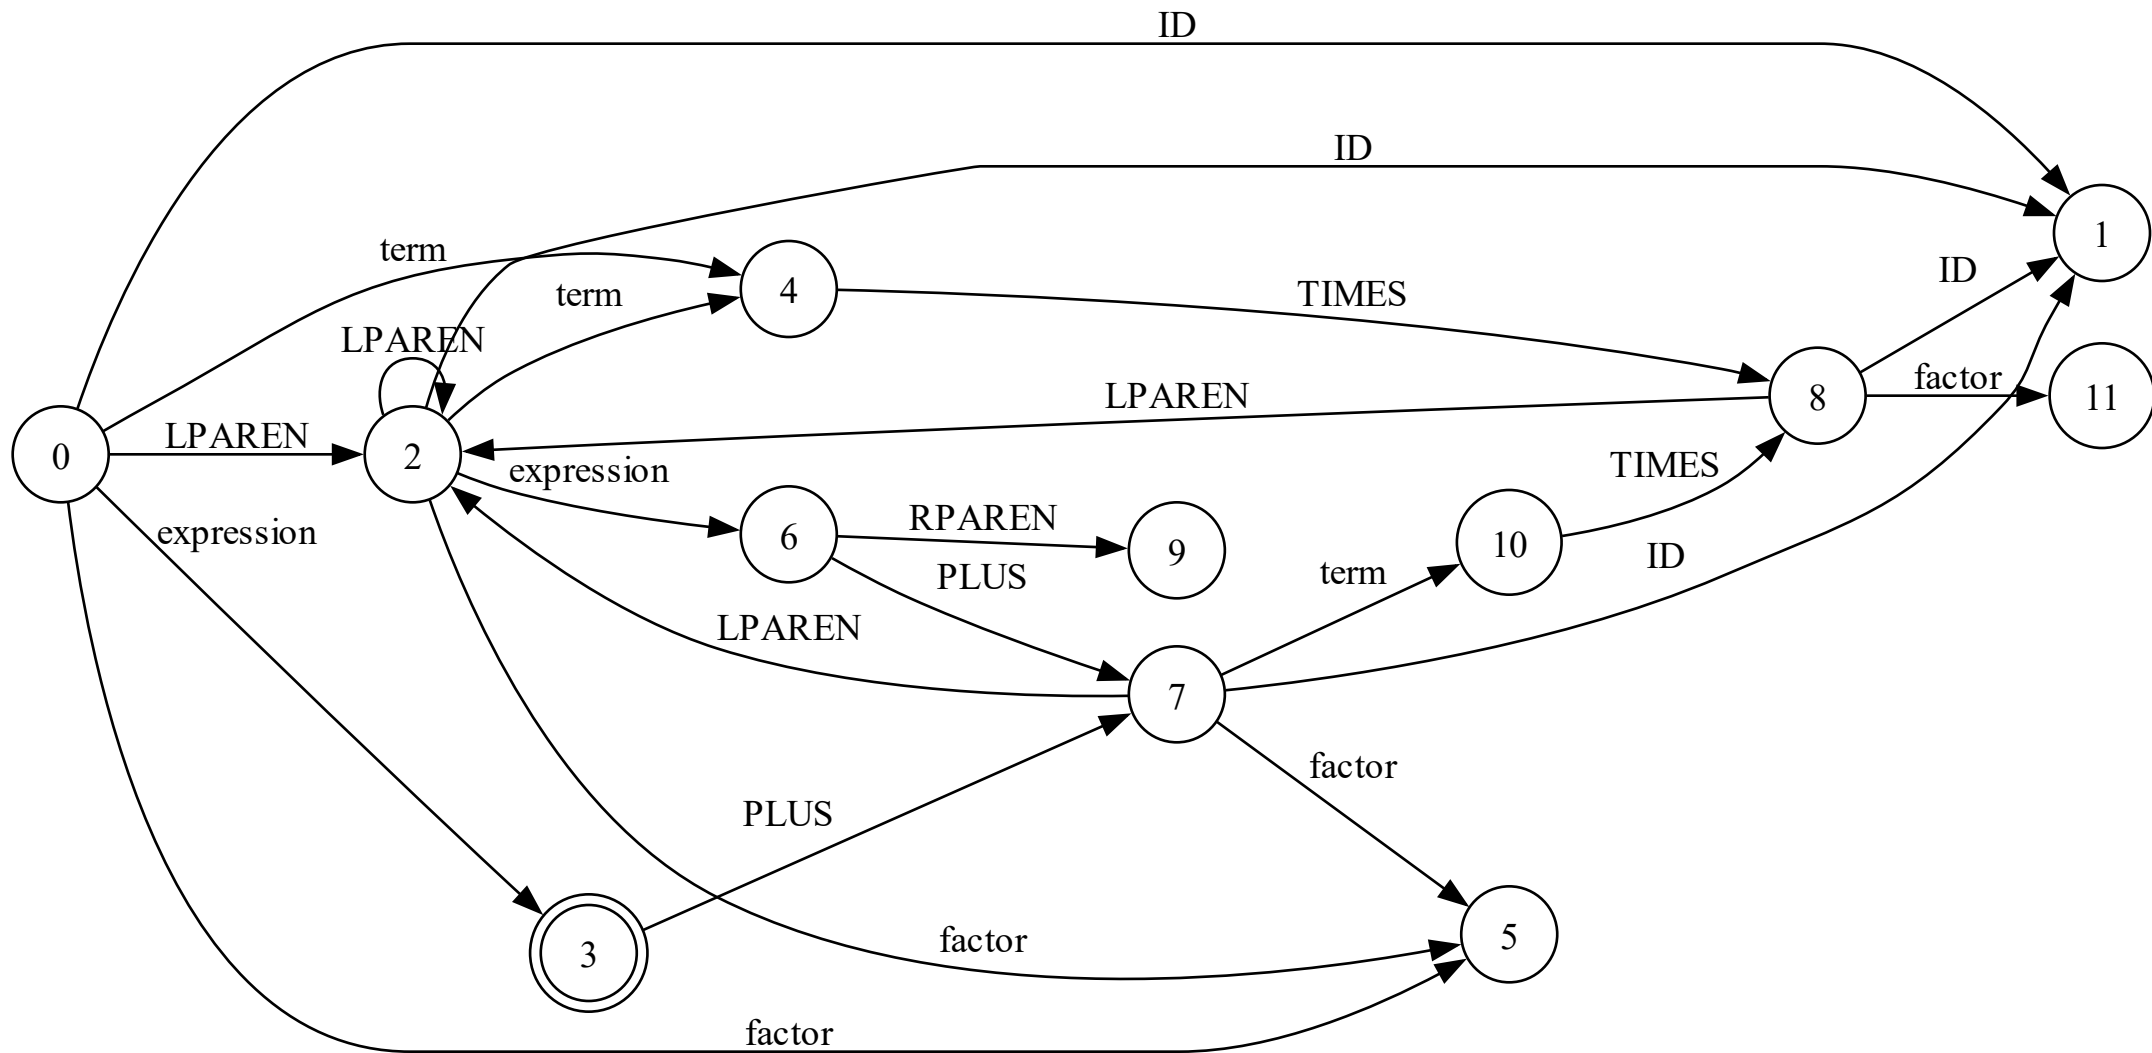 ID
ID
1
term
4
term
TIMES
ID
LPAREN
8
factor
11
LPAREN
0
LPAREN
2
expression
TIMES
expression
6
RPAREN
9
10
ID
PLUS
term
LPAREN
7
factor
PLUS
3
factor
5
factor